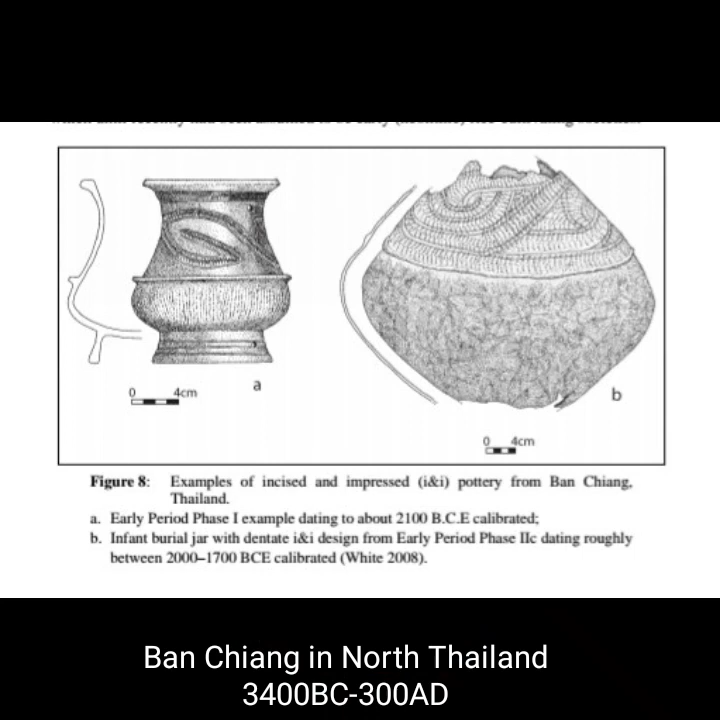 0 4cm
a
b
0 4cm
Figure 8: Examples of incised and impressed (i&i) pottery from Ban Chiang,
Thailand.
a. Early Period Phase I example dating to about 2100 B.C.E calibrated;
b. Infant burial jar with dentate i&i design from Early Period Phase IIc dating roughly
between 2000–1700 BCE calibrated (White 2008).
Ban Chiang in North Thailand
3400BC-300AD